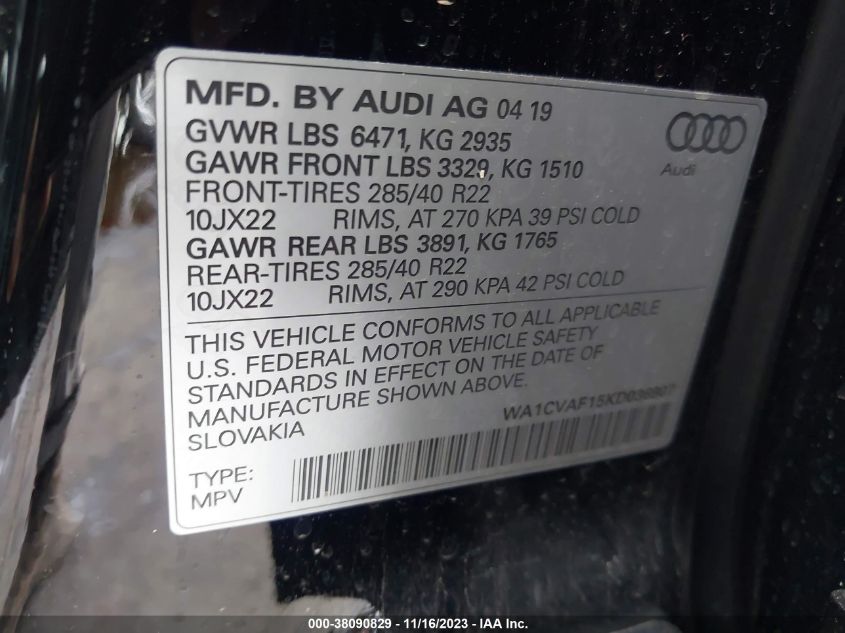 MFD. BY AUDI AG 04 19
GVWR LBS 6471, KG 2935
GAWR FRONT LBS 3329, KG 1510
FRONT-TIRES 285/40 R22
10JX22 RIMS, AT 270 KPA 39 PSI COLD
GAWR REAR LBS 3891, KG 1765
REAR-TIRES 285/40 R22
10JX22 RIMS, AT 290 KPA 42 PSI COLD
Audi
THIS VEHICLE CONFORMS TO ALL APPLICABLE
U.S. FEDERAL MOTOR VEHICLE SAFETY
STANDARDS IN EFFECT ON THE DATE OF
MANUFACTURE SHOWN ABOVE.
SLOVAKIA
TYPE:
MPV
000-38090829 - 11/16/2023 - IAA Inc.